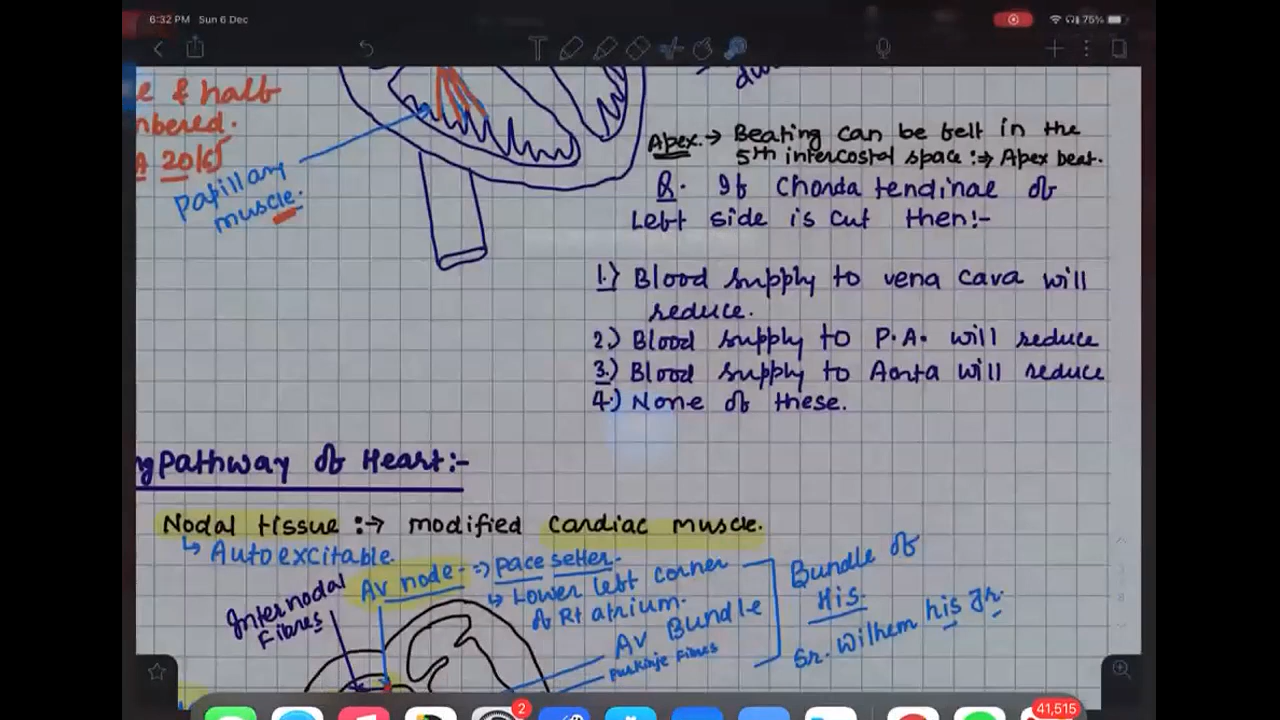 6:32 PM Sun 6 Dec
75%
e & half
mbered.
A 2016
Papillary
muscle.
Apex. → Beating can be felt in the
5th intercostal space :→ Apex beat.
Q. If Chorda tendinae of
Left side is cut then:-
1.) Blood supply to vena cava will
reduce.
2.) Blood supply to P.A. will reduce
3.) Blood supply to Aorta will reduce
4.) None of these.
ng Pathway of Heart:-
Nodal tissue :→ modified cardiac muscle.
↳ Autoexcitable.
Av node- :→ pace setter.
↳ Lower left corner
of Rt atrium.
Internodal
Fibres
Av Bundle
Purkinje Fibres
Bundle of
His.
Sr. Wilhem his Jr.
2
41,515